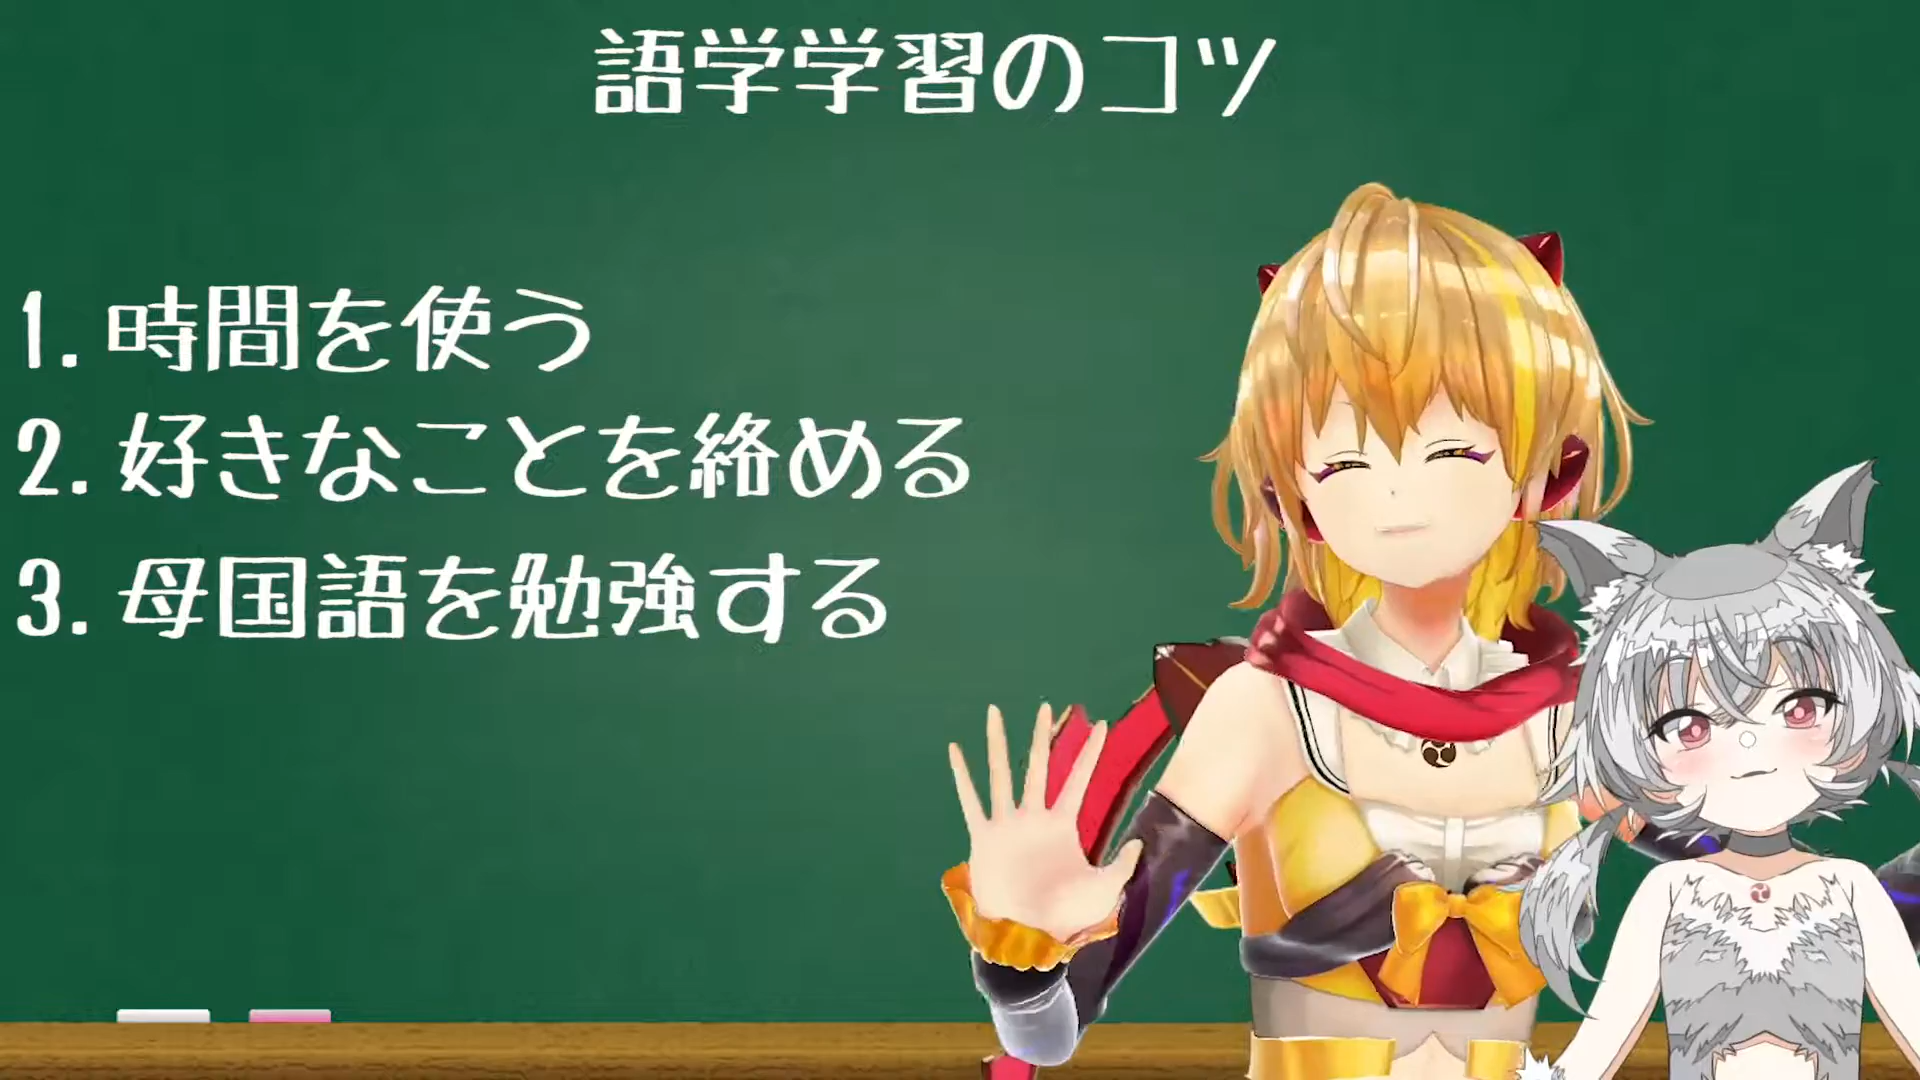 語学学習のコツ
1. 時間を使う
2. 好きなことを絡める
3. 母国語を勉強する